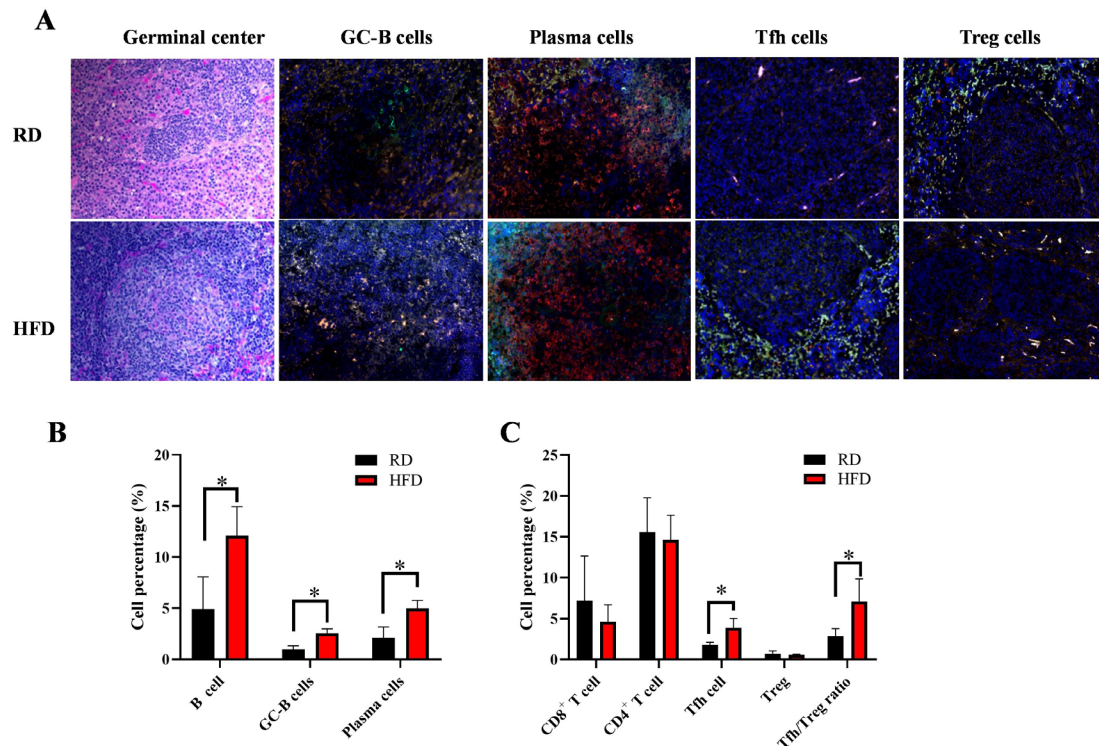 A
Germinal center GC-B cells Plasma cells Tfh cells Treg cells
RD
HFD
B
Cell percentage (%)
20
15
10
5
0
RD
HFD
*
*
*
B cell
GC-B cells
Plasma cells
C
Cell percentage (%)
25
20
15
10
5
0
RD
HFD
*
*
CD8⁺ T cell
CD4⁺ T cell
Tfh cell
Treg
Tfh/Treg ratio